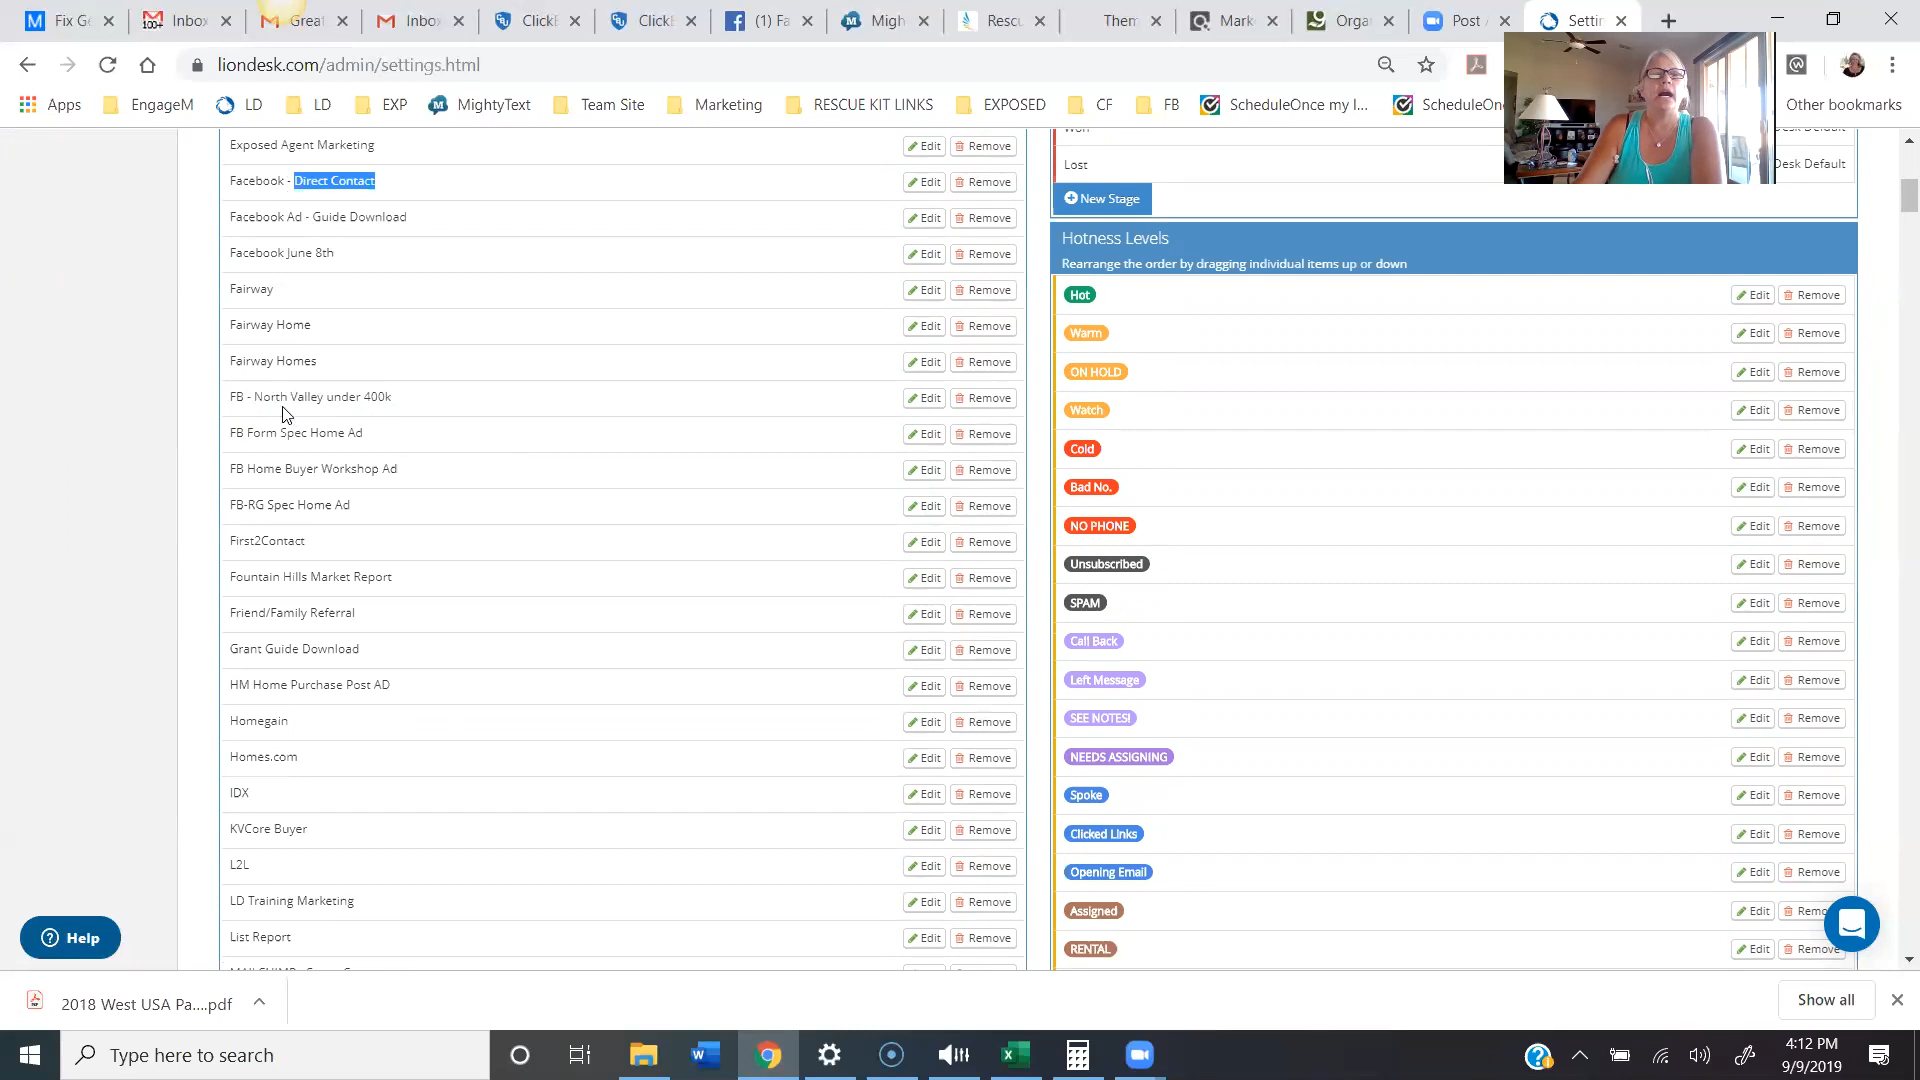 Fix Ge
100+
Inbox
Great
Inbo
ClickB
ClickB
(1) Fa
Migh
Rescu
Them
Mark
Orga
Post
Settin
liondesk.com/admin/settings.html
Apps
EngageM
LD
LD
EXP
MightyText
Team Site
Marketing
RESCUE KIT LINKS
EXPOSED
CF
FB
ScheduleOnce my l...
ScheduleOnc
Other bookmarks
Exposed Agent Marketing
Edit Remove
Facebook - Direct Contact
Edit Remove
Facebook Ad - Guide Download
Edit Remove
Facebook June 8th
Edit Remove
Fairway
Edit Remove
Fairway Home
Edit Remove
Fairway Homes
Edit Remove
FB - North Valley under 400k
Edit Remove
FB Form Spec Home Ad
Edit Remove
FB Home Buyer Workshop Ad
Edit Remove
FB-RG Spec Home Ad
Edit Remove
First2Contact
Edit Remove
Fountain Hills Market Report
Edit Remove
Friend/Family Referral
Edit Remove
Grant Guide Download
Edit Remove
HM Home Purchase Post AD
Edit Remove
Homegain
Edit Remove
Homes.com
Edit Remove
IDX
Edit Remove
KVCore Buyer
Edit Remove
L2L
Edit Remove
LD Training Marketing
Edit Remove
List Report
Edit Remove
Won
Desk Default
Lost
Desk Default
New Stage
Hotness Levels
Rearrange the order by dragging individual items up or down
Hot
Edit Remove
Warm
Edit Remove
ON HOLD
Edit Remove
Watch
Edit Remove
Cold
Edit Remove
Bad No.
Edit Remove
NO PHONE
Edit Remove
Unsubscribed
Edit Remove
SPAM
Edit Remove
Call Back
Edit Remove
Left Message
Edit Remove
SEE NOTES!
Edit Remove
NEEDS ASSIGNING
Edit Remove
Spoke
Edit Remove
Clicked Links
Edit Remove
Opening Email
Edit Remove
Assigned
Edit Remo
RENTAL
Edit Remove
Help
2018 West USA Pa....pdf
Show all
Type here to search
4:12 PM
9/9/2019